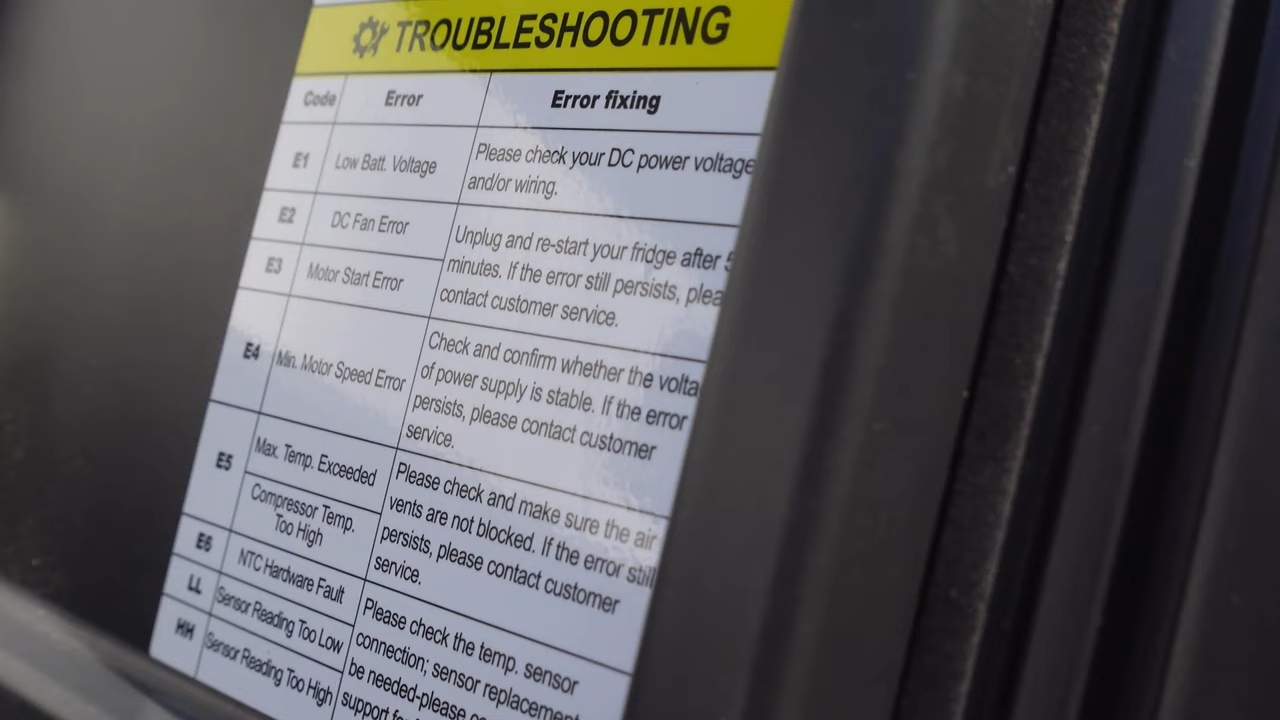 TROUBLESHOOTING
Code Error Error fixing
E1 Low Batt. Voltage
Please check your DC power voltage
and/or wiring.
E2 DC Fan Error
E3 Motor Start Error
Unplug and re-start your fridge after
minutes. If the error still persists, plea
contact customer service.
E4 Min. Motor Speed Error
Check and confirm whether the volta
of power supply is stable. If the error
persists, please contact customer
service.
E5 Max. Temp. Exceeded
Compressor Temp.
Too High
Please check and make sure the air
vents are not blocked. If the error still
persists, please contact customer
service.
E6 NTC Hardware Fault
LL Sensor Reading Too Low
HH Sensor Reading Too High
Please check the temp. sensor
connection; sensor replacement
be needed-please
support